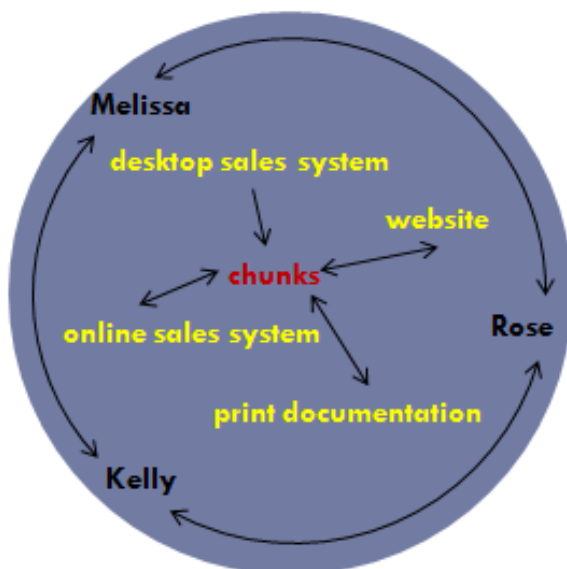 Melissa
desktop sales system
website
chunks
Rose
online sales system
print documentation
Kelly